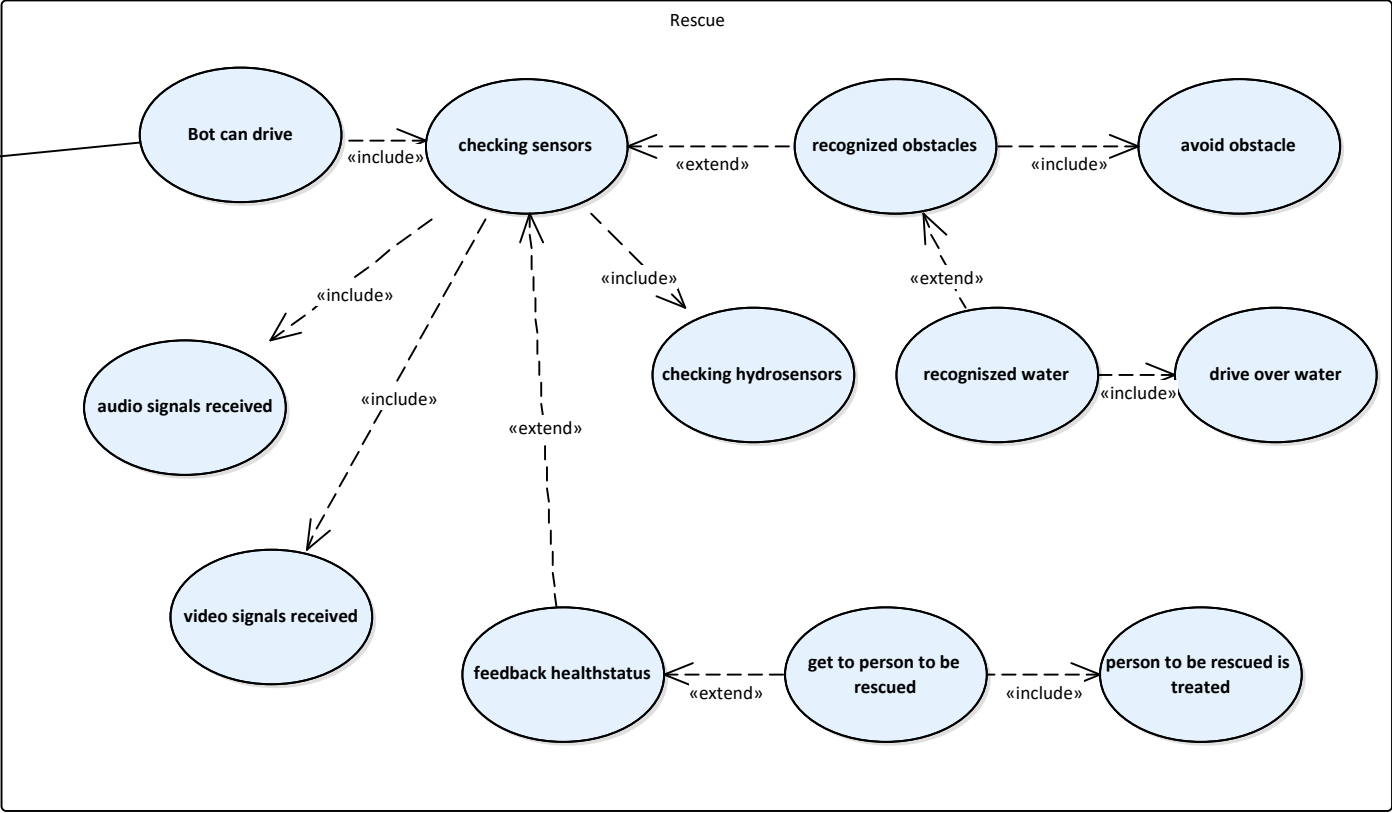 Rescue
Bot can drive
«include»
checking sensors
«extend»
recognized obstacles
«include»
avoid obstacle
«include»
«include»
«extend»
«include»
«extend»
audio signals received
checking hydrosensors
recogniszed water
«include»
drive over water
video signals received
feedback healthstatus
«extend»
get to person to be
rescued
«include»
person to be rescued is
treated